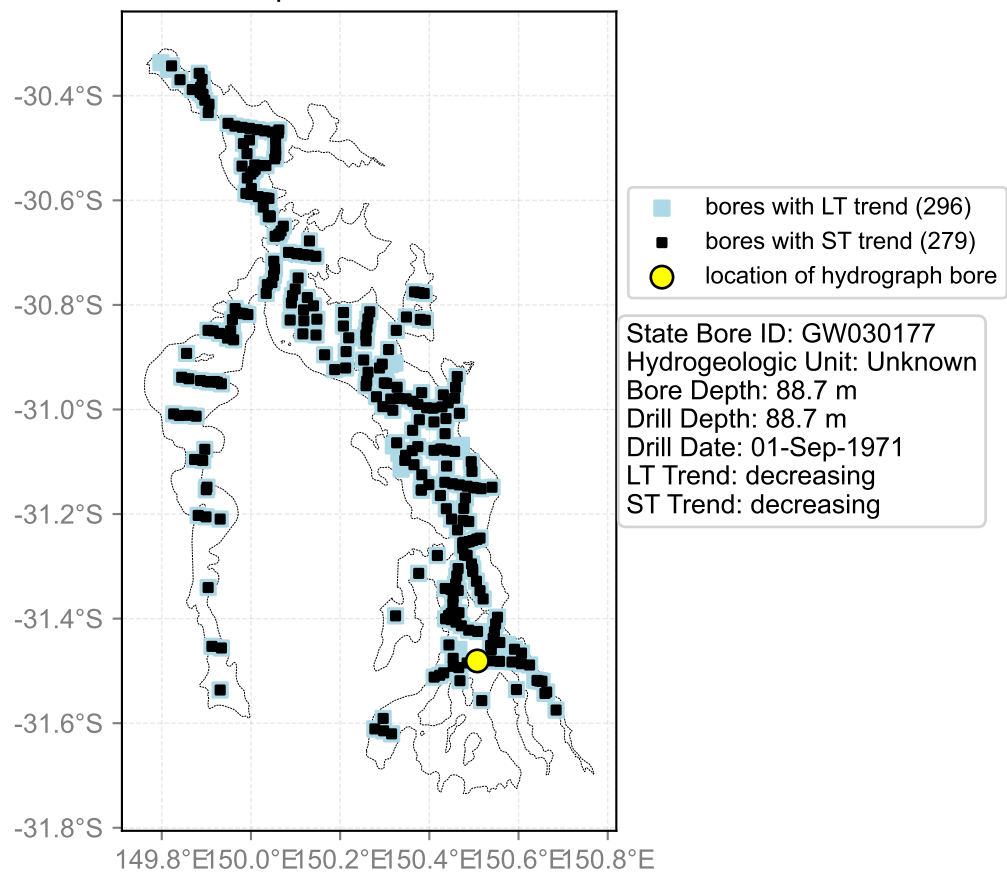 -30.4°S
-30.6°S
-30.8°S
-31.0°S
-31.2°S
-31.4°S
-31.6°S
-31.8°S
149.8°E150.0°E150.2°E150.4°E150.6°E150.8°E
bores with LT trend (296)
bores with ST trend (279)
location of hydrograph bore
State Bore ID: GW030177
Hydrogeologic Unit: Unknown
Bore Depth: 88.7 m
Drill Depth: 88.7 m
Drill Date: 01-Sep-1971
LT Trend: decreasing
ST Trend: decreasing